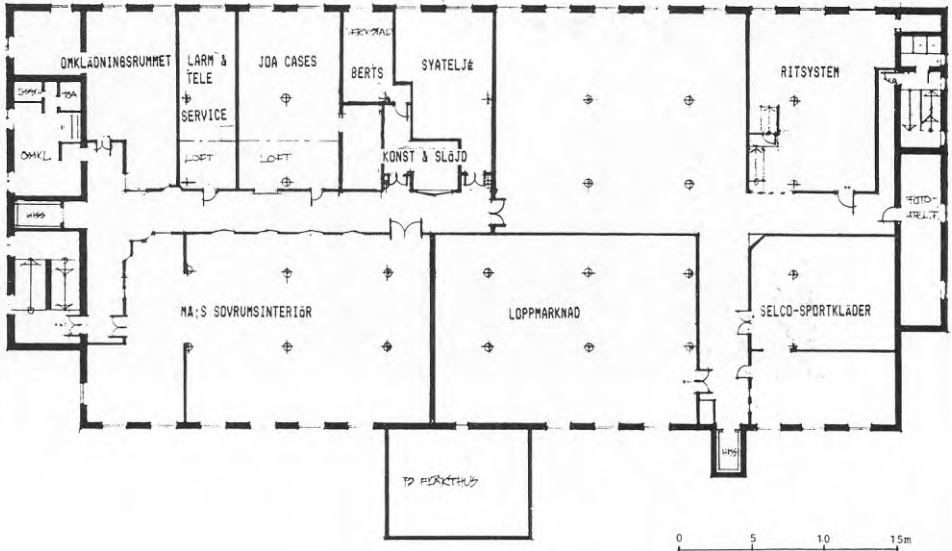 VERKSTAD
OMKLÄDNINGSRUMMET
LARM &
TELE
SERVICE
JOA CASES
BERTS
SYATELJÉ
RITSYSTEM
LOFT
LOFT
KONST & SLÖJD
OMKL.
HISS
FOTO-
MA:S SOVRUMSINTERIÖR
LOPPMARKNAD
SELCO-SPORTKLÄDER
HISS
0 5 10 15m